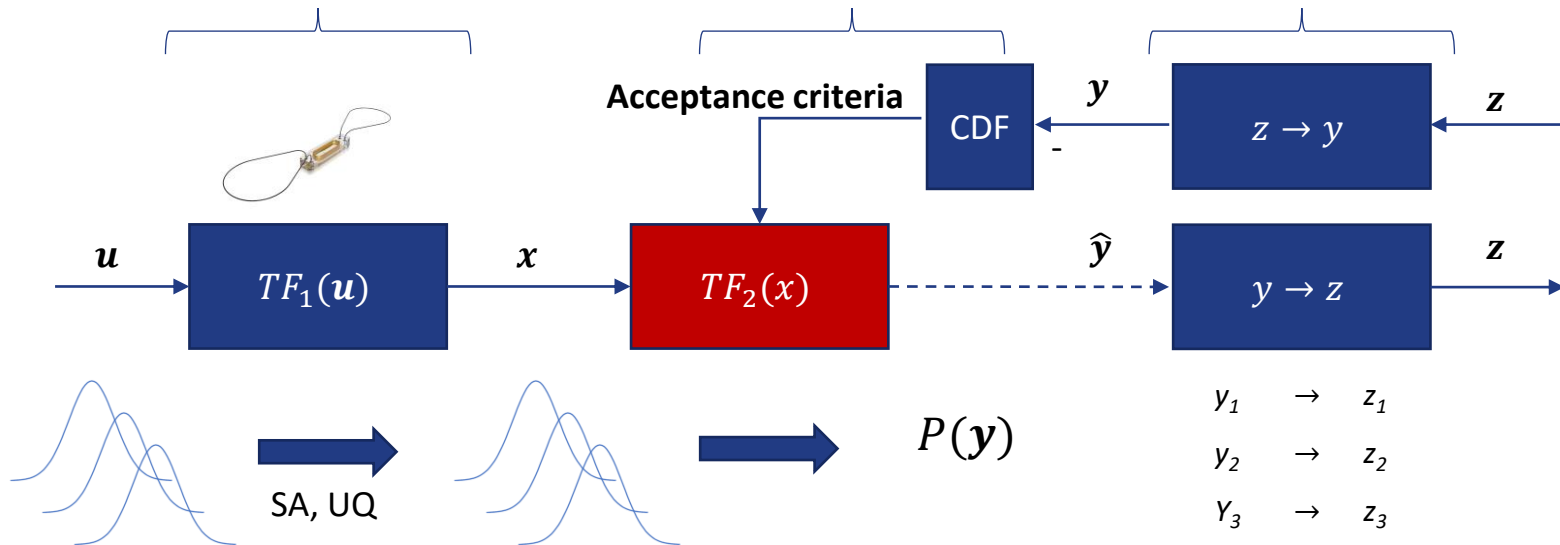 Acceptance criteria
CDF
y
-
z → y
z
u
TF₁(u)
x
TF₂(x)
ŷ
y → z
z
SA, UQ
P(y)
y₁ → z₁
y₂ → z₂
Y₃ → z₃